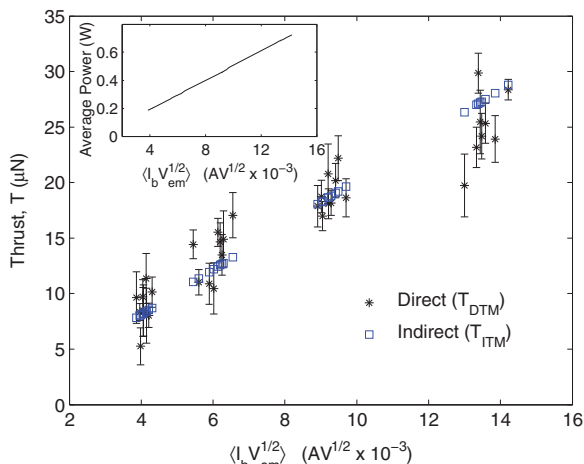 35
30
25
20
15
10
5
0
Thrust, T (μN)
2 4 6 8 10 12 14 16
⟨I_b V_em^{1/2}⟩ (AV^{1/2} x 10^{-3})
Average Power (W)
0.6
0.4
0.2
0
4 8 12 16
⟨I_b V_em^{1/2}⟩ (AV^{1/2} x 10^{-3})
Direct (T_DTM)
Indirect (T_ITM)